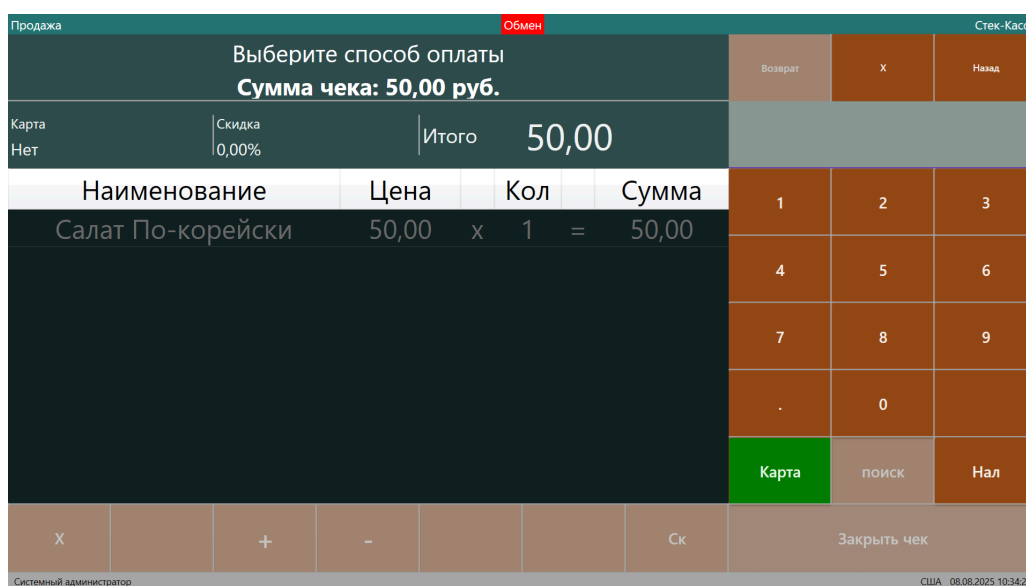 Продажа Обмен Стек-Касс
Выберите способ оплаты
Сумма чека: 50,00 руб.
Возврат X Назад
Карта Скидка
Нет 0,00% Итого 50,00
Наименование Цена Кол Сумма
Салат По-корейски 50,00 x 1 = 50,00
1 2 3
4 5 6
7 8 9
. 0
Карта поиск Нал
X + - Ск Закрыть чек
Системный администратор США 08.08.2025 10:34:2